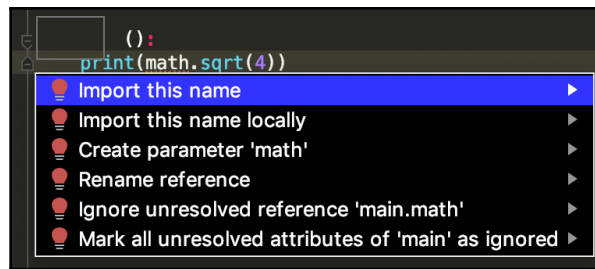 ():
print(math.sqrt(4))
Import this name
Import this name locally
Create parameter 'math'
Rename reference
Ignore unresolved reference 'main.math'
Mark all unresolved attributes of 'main' as ignored